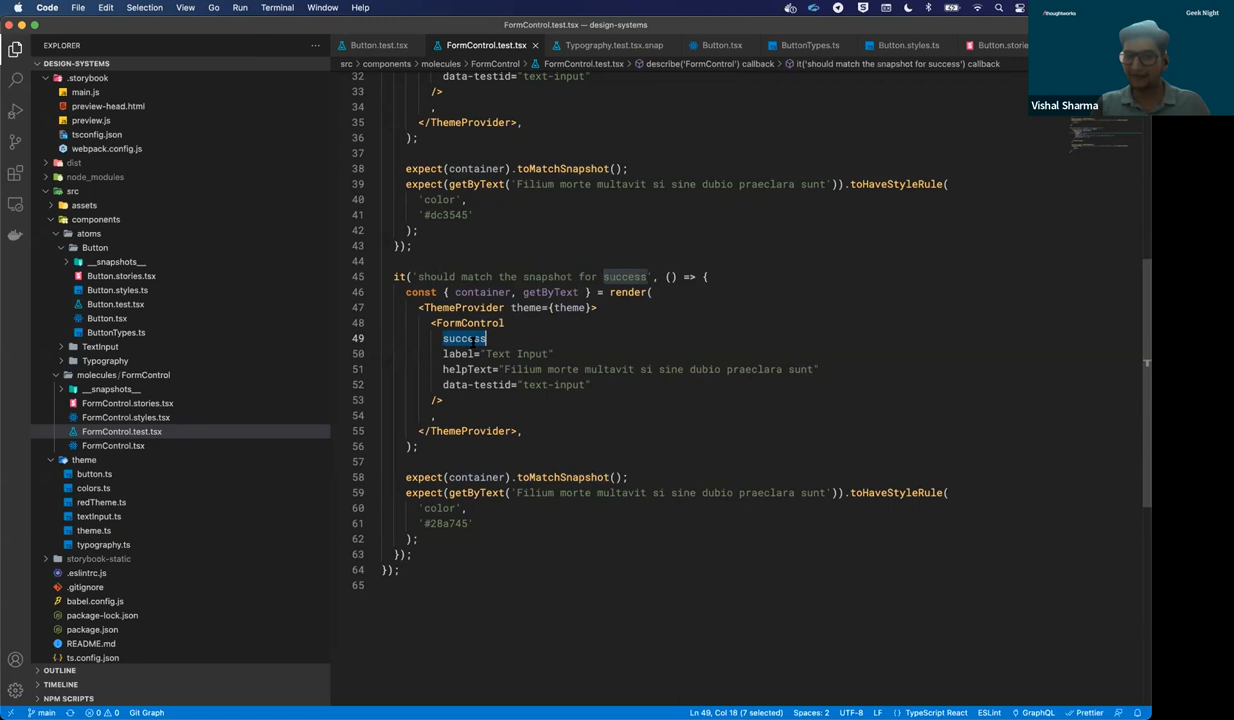 Code File Edit Selection View Go Run Terminal Window Help
FormControl.test.tsx — design-systems
/thoughtworks
Geek Night
Vishal Sharma
EXPLORER
Button.test.tsx
FormControl.test.tsx
Typography.test.tsx.snap
Button.tsx
ButtonTypes.ts
Button.styles.ts
Button.storie
src > components > molecules > FormControl > FormControl.test.tsx > describe('FormControl') callback > it('should match the snapshot for success') callback
DESIGN-SYSTEMS
.storybook
main.js
preview-head.html
preview.js
tsconfig.json
webpack.config.js
dist
node_modules
src
assets
components
atoms
Button
__snapshots__
Button.stories.tsx
Button.styles.ts
Button.test.tsx
Button.tsx
ButtonTypes.ts
TextInput
Typography
molecules / FormControl
__snapshots__
FormControl.stories.tsx
FormControl.styles.tsx
FormControl.test.tsx
FormControl.tsx
theme
button.ts
colors.ts
redTheme.ts
textInput.ts
theme.ts
typography.ts
storybook-static
.eslintrc.js
.gitignore
babel.config.js
package-lock.json
package.json
README.md
ts.config.json
OUTLINE
TIMELINE
NPM SCRIPTS
32 data-testid="text-input"
33 />
34 ,
35 </ThemeProvider>,
36 );
37
38 expect(container).toMatchSnapshot();
39 expect(getByText('Filium morte multavit si sine dubio praeclara sunt')).toHaveStyleRule(
40 'color',
41 '#dc3545'
42 );
43 });
44
45 it('should match the snapshot for success', () => {
46 const { container, getByText } = render(
47 <ThemeProvider theme={theme}>
48 <FormControl
49 success
50 label="Text Input"
51 helpText="Filium morte multavit si sine dubio praeclara sunt"
52 data-testid="text-input"
53 />
54 ,
55 </ThemeProvider>,
56 );
57
58 expect(container).toMatchSnapshot();
59 expect(getByText('Filium morte multavit si sine dubio praeclara sunt')).toHaveStyleRule(
60 'color',
61 '#28a745'
62 );
63 });
64 });
65
main 0 0 Git Graph
Ln 49, Col 18 (7 selected) Spaces: 2 UTF-8 LF { } TypeScript React ESLint GraphQL Prettier